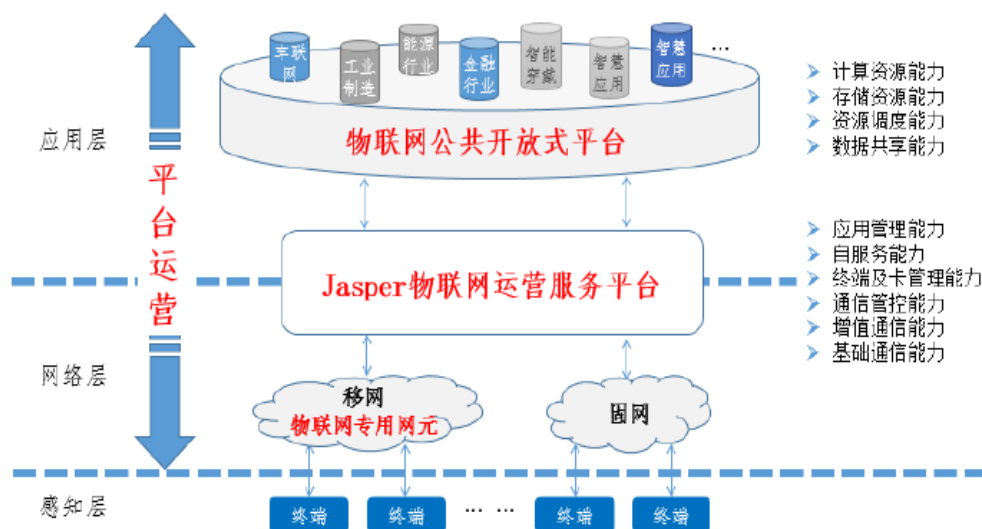 车联网
工业制造
能源行业
金融行业
智能穿戴
智慧应用
智慧应用
…
物联网公共开放式平台
应用层
➢ 计算资源能力
➢ 存储资源能力
➢ 资源调度能力
➢ 数据共享能力
平台运营
Jasper物联网运营服务平台
➢ 应用管理能力
➢ 自服务能力
➢ 终端及卡管理能力
➢ 通信管控能力
➢ 增值通信能力
➢ 基础通信能力
网络层
移网
物联网专用网元
固网
感知层
终端
终端
… …
终端
终端